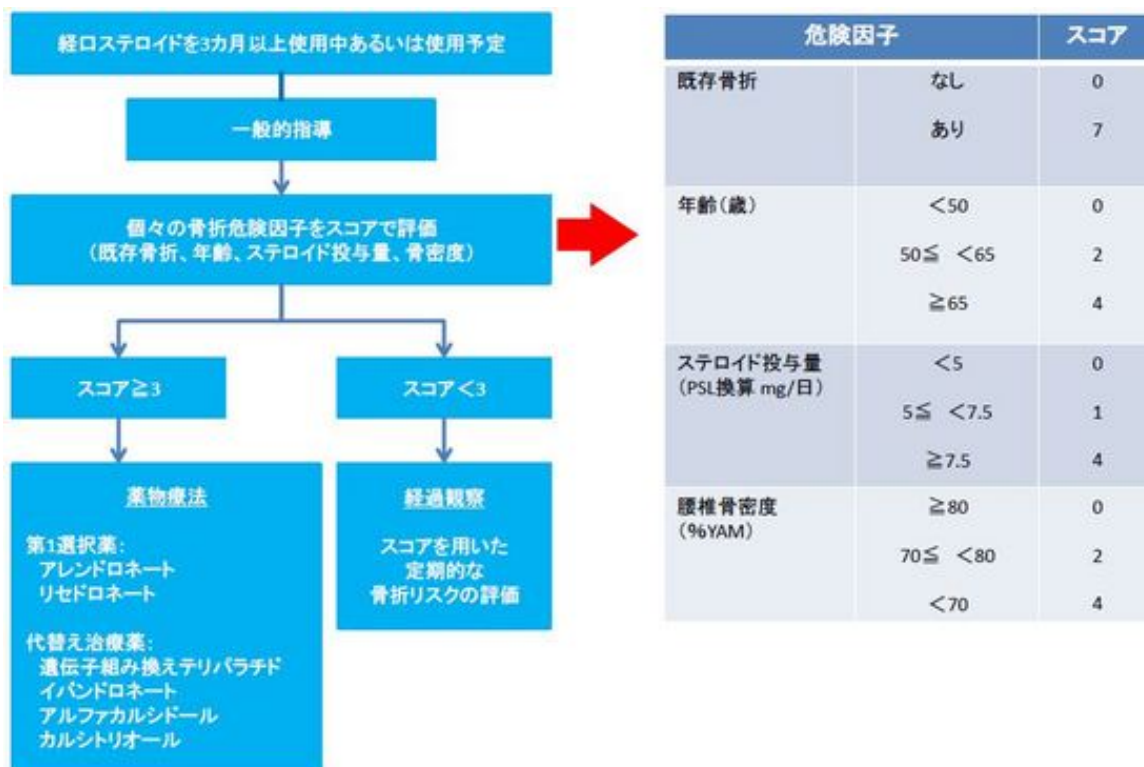 経口ステロイドを3カ月以上使用中あるいは使用予定
一般的指導
個々の骨折危険因子をスコアで評価
(既存骨折、年齢、ステロイド投与量、骨密度)
スコア≧3
スコア<3
薬物療法
第1選択薬:
アレンドロネート
リセドロネート
代替え治療薬:
遺伝子組み換えテリパラチド
イバンドロネート
アルファカルシドール
カルシトリオール
経過観察
スコアを用いた
定期的な
骨折リスクの評価
危険因子 スコア
既存骨折 なし 0
あり 7
年齢(歳) <50 0
50≦ <65 2
≧65 4
ステロイド投与量 <5 0
(PSL換算 mg/日)
5≦ <7.5 1
≧7.5 4
腰椎骨密度 ≧80 0
(%YAM)
70≦ <80 2
<70 4